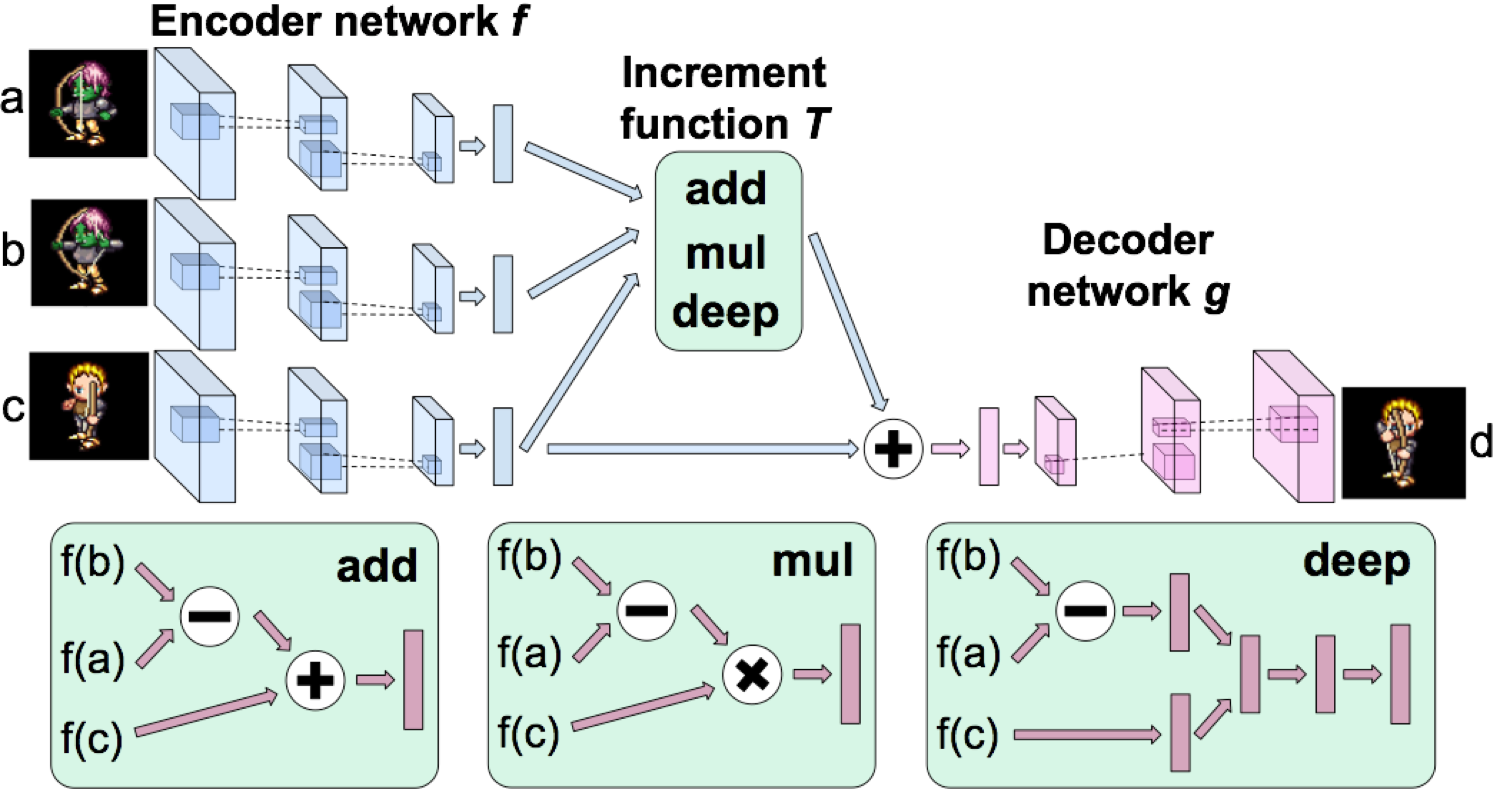 Encoder network f
Increment
function T
a
add
b
mul
deep
Decoder
network g
c
d
add
f(b)
f(a)
f(c)
mul
f(b)
f(a)
f(c)
deep
f(b)
f(a)
f(c)